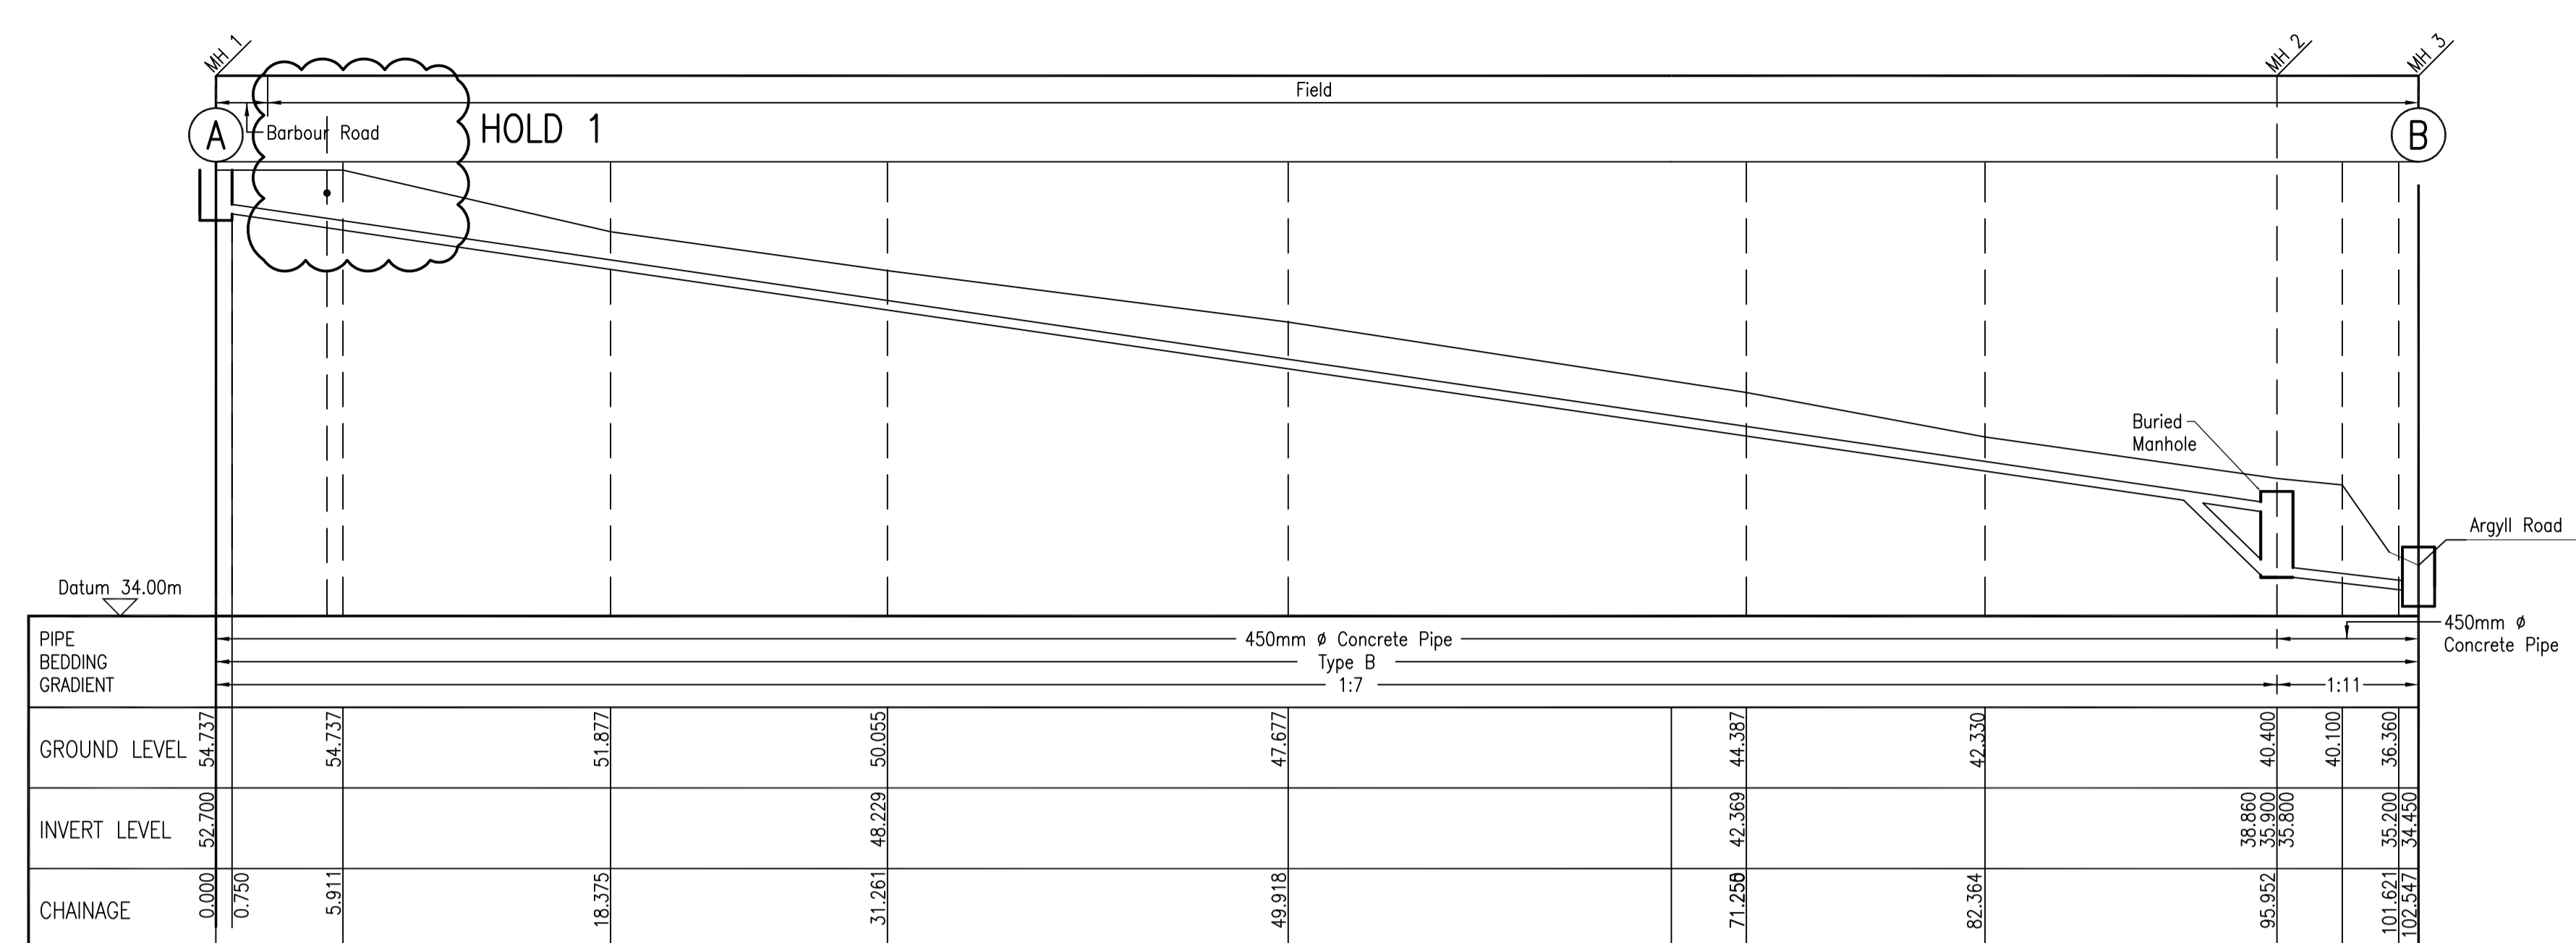 MH 1
MH 2
MH 3
Field
A
Barbour Road
HOLD 1
B
Buried
Manhole
Argyll Road
Datum 34.00m
PIPE
450mm ø Concrete Pipe
450mm ø
Concrete Pipe
BEDDING
Type B
GRADIENT
1:7
1:11
GROUND LEVEL
54.737
54.737
51.877
50.055
47.677
44.387
42.330
40.400
40.100
36.360
INVERT LEVEL
52.700
48.229
42.369
38.860
35.900
35.800
35.200
34.450
CHAINAGE
0.000
0.750
5.911
18.375
31.261
49.918
82.364
95.952
101.621
102.547